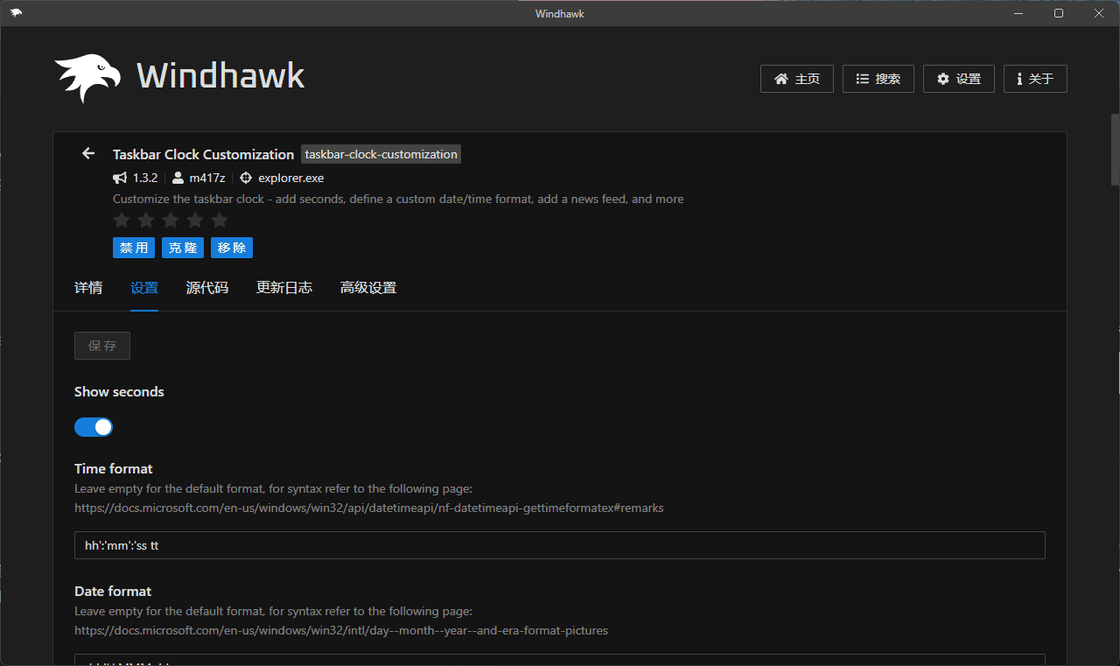 Windhawk
Windhawk
主页 搜索 设置 关于
Taskbar Clock Customization taskbar-clock-customization
1.3.2 m417z explorer.exe
Customize the taskbar clock - add seconds, define a custom date/time format, add a news feed, and more
禁用 克隆 移除
详情 设置 源代码 更新日志 高级设置
保存
Show seconds
Time format
Leave empty for the default format, for syntax refer to the following page:
https://docs.microsoft.com/en-us/windows/win32/api/datetimeapi/nf-datetimeapi-gettimeformatex#remarks
hh':'mm':'ss tt
Date format
Leave empty for the default format, for syntax refer to the following page:
https://docs.microsoft.com/en-us/windows/win32/intl/day--month--year--and-era-format-pictures